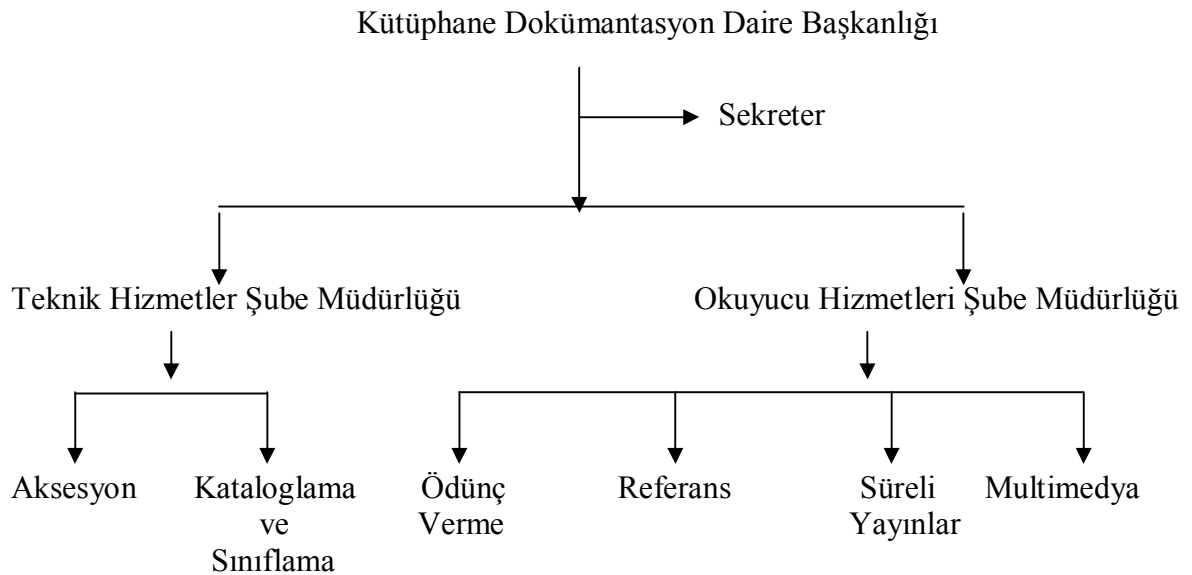 Kütüphane Dokümantasyon Daire Başkanlığı
Sekreter
Teknik Hizmetler Şube Müdürlüğü
Okuyucu Hizmetleri Şube Müdürlüğü
Aksesyon
Kataloglama
ve
Sınıflama
Ödünç
Verme
Referans
Süreli
Yayınlar
Multimedya